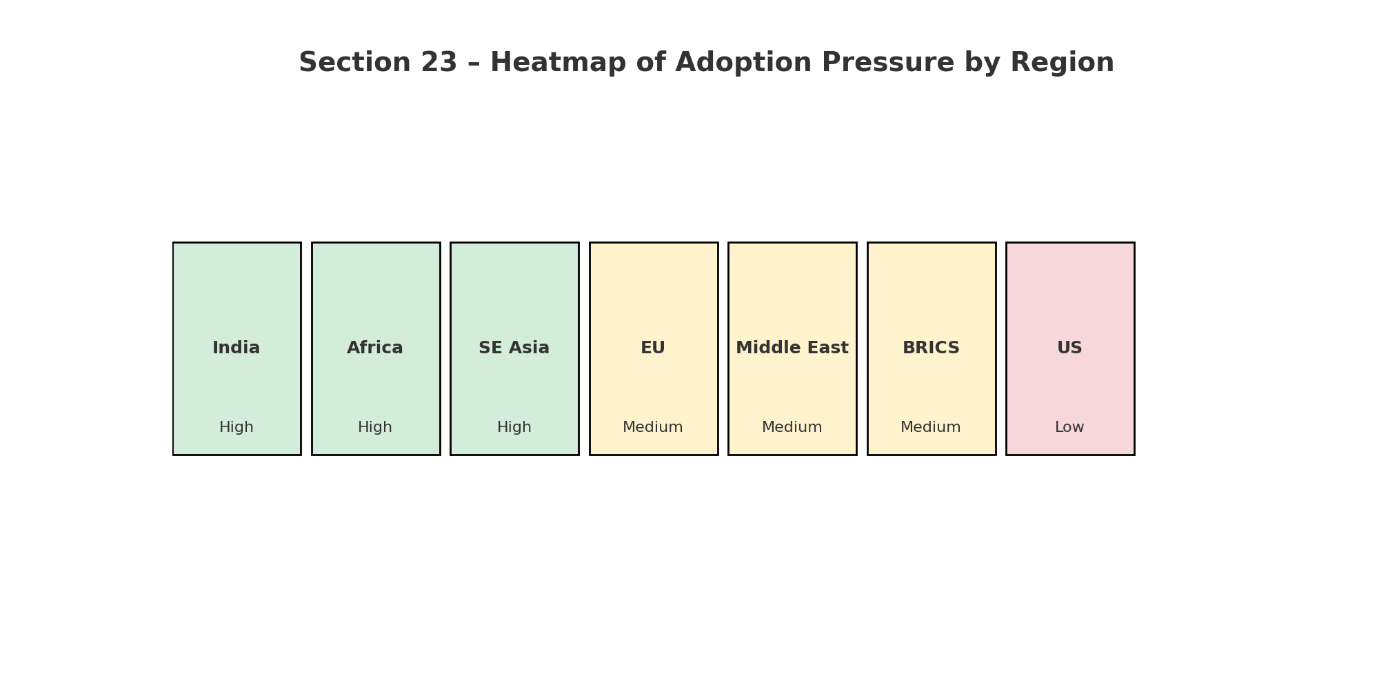 Section 23 – Heatmap of Adoption Pressure by Region
India
Africa
SE Asia
EU
Middle East
BRICS
US
High
High
High
Medium
Medium
Medium
Low